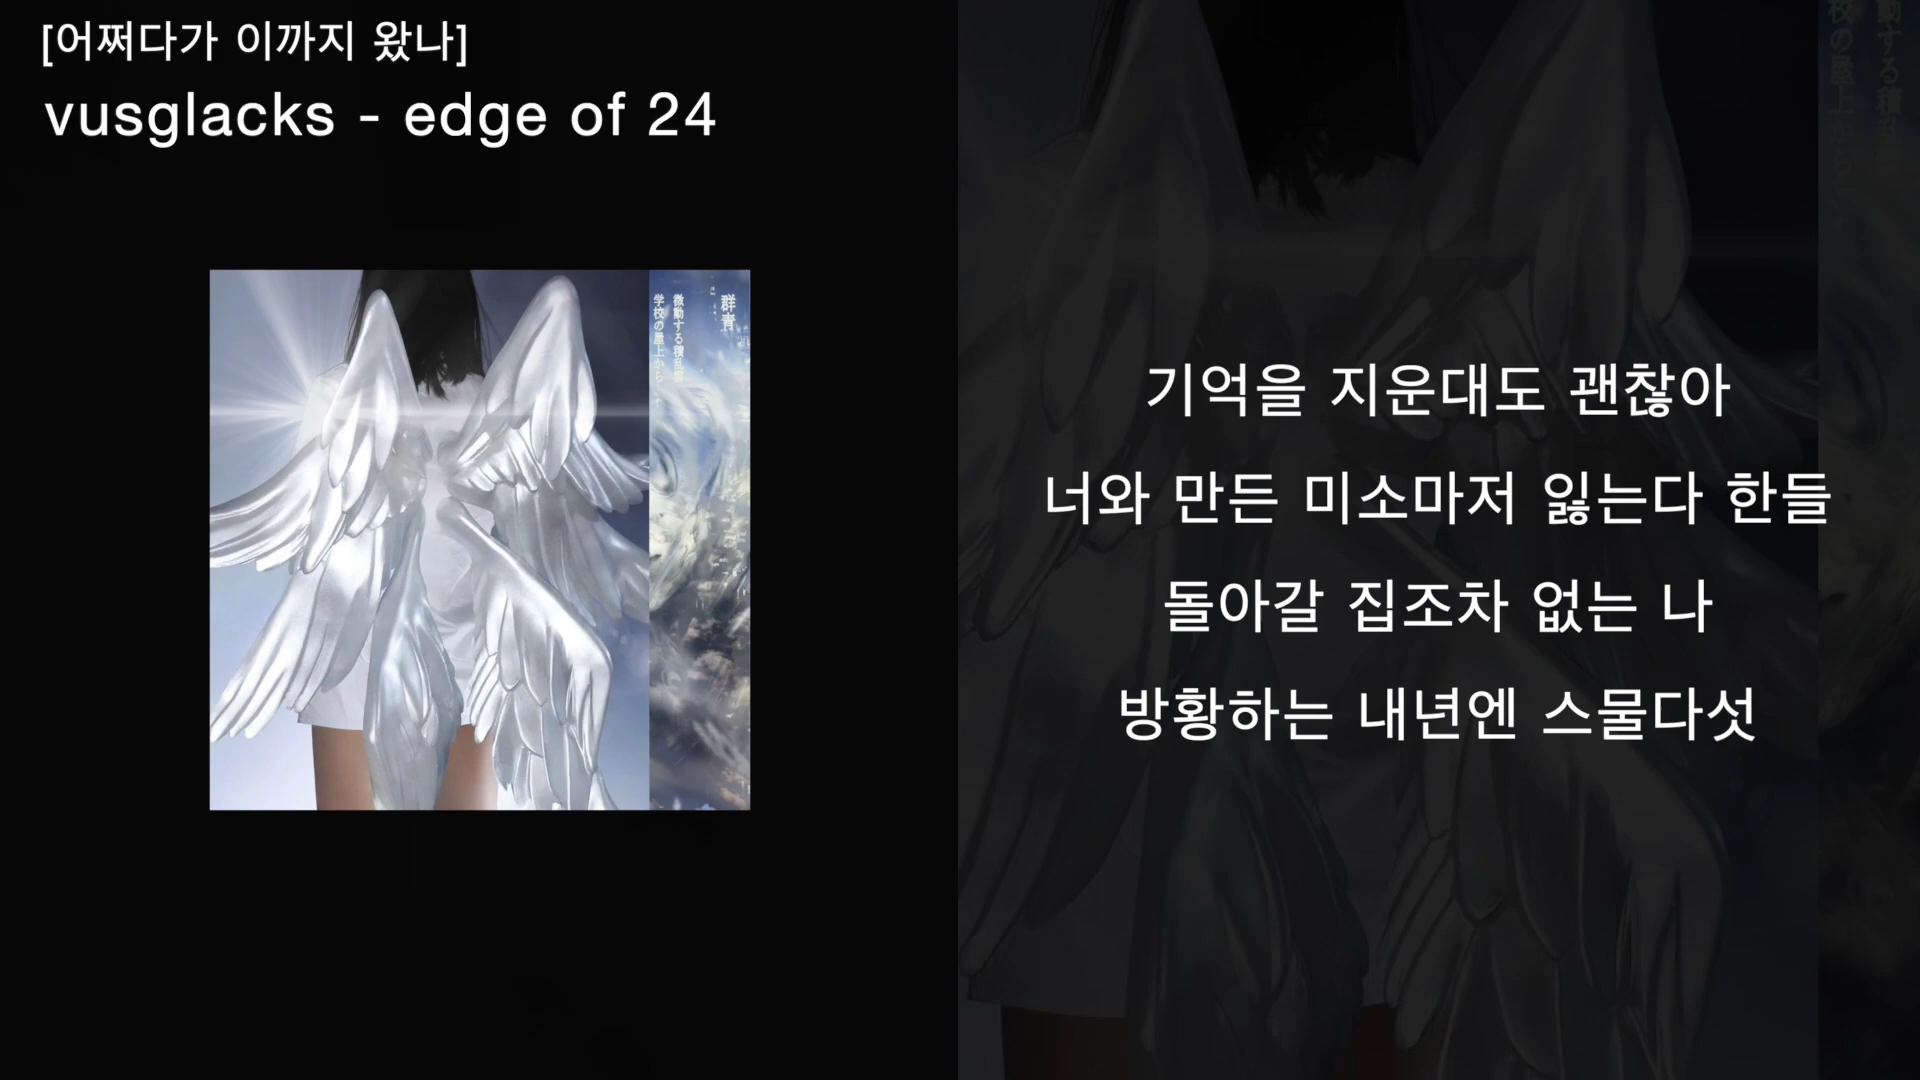 [어쩌다가 이까지 왔나]
vusglacks - edge of 24
群青
微動する積乱雲
学校の屋上から
기억을 지운대도 괜찮아
너와 만든 미소마저 잃는다 한들
돌아갈 집조차 없는 나
방황하는 내년엔 스물다섯